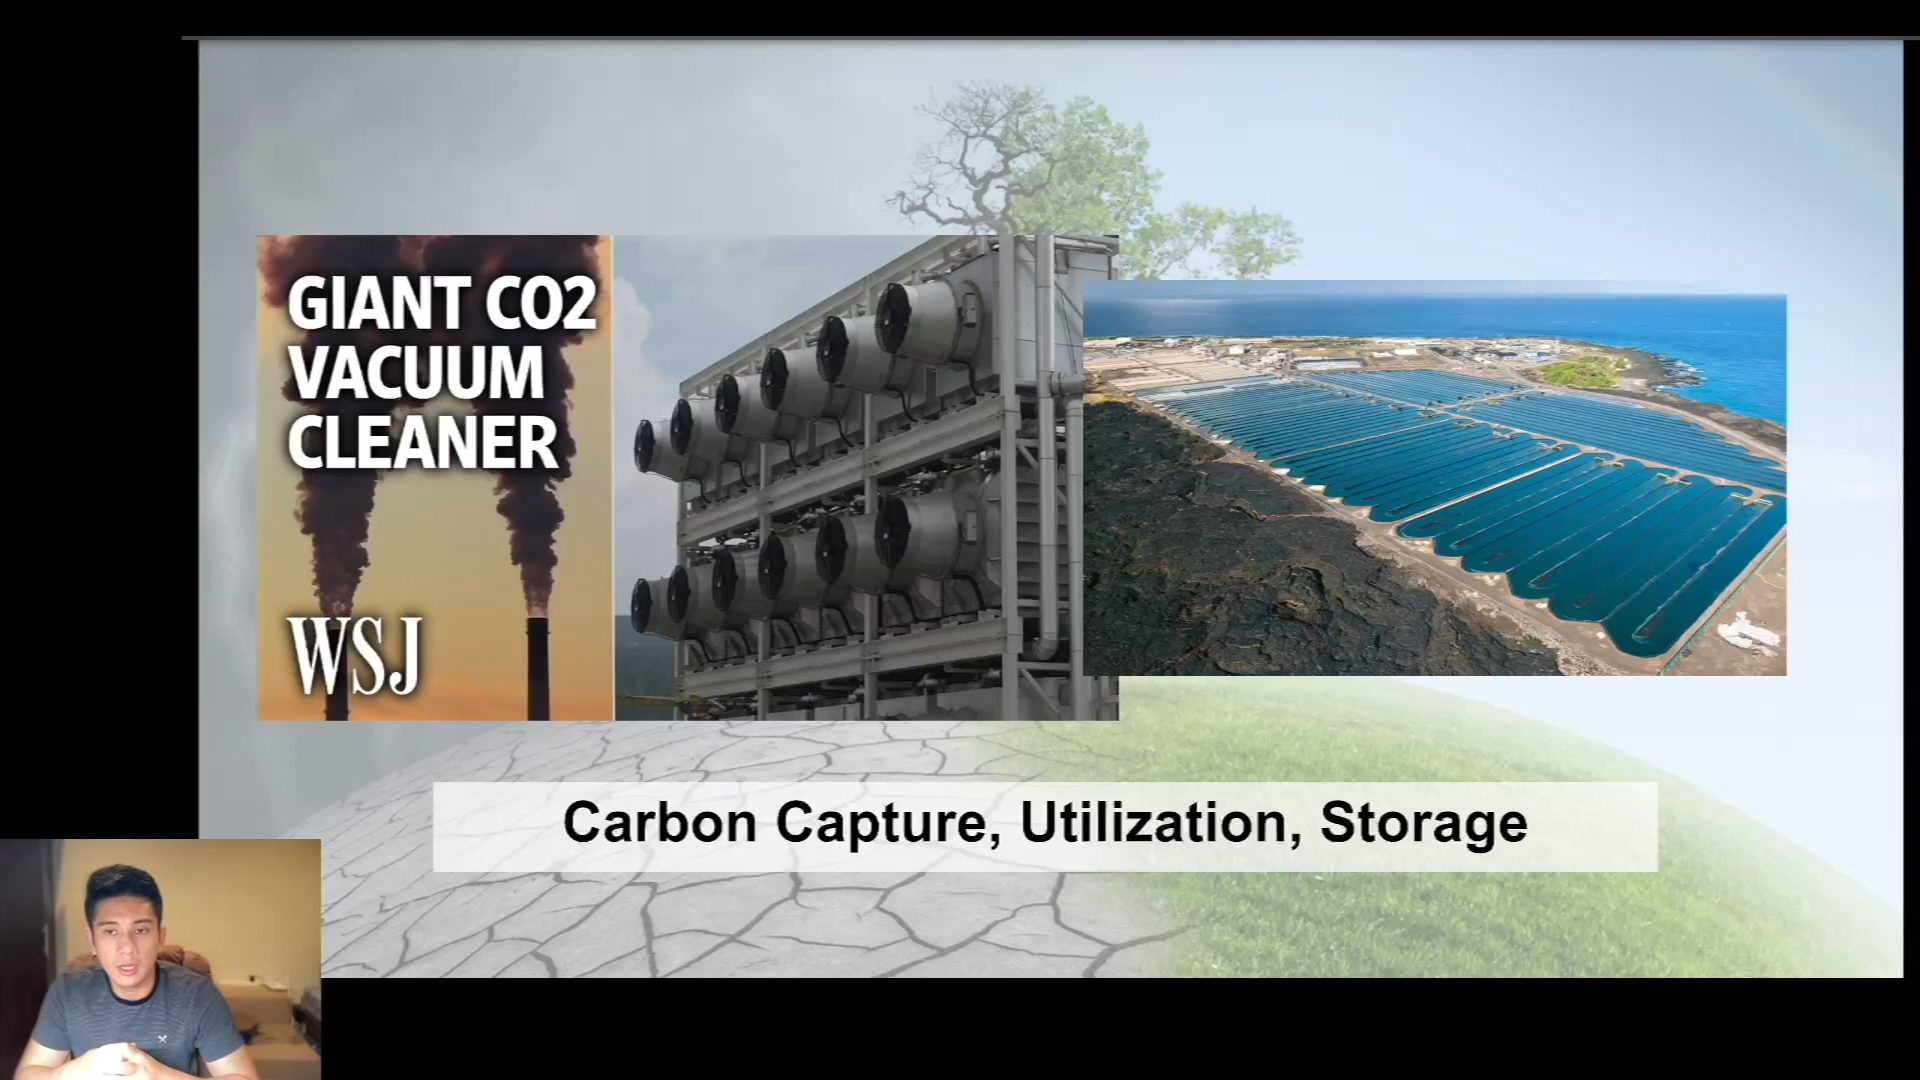 GIANT CO2
VACUUM
CLEANER
WSJ
Carbon Capture, Utilization, Storage